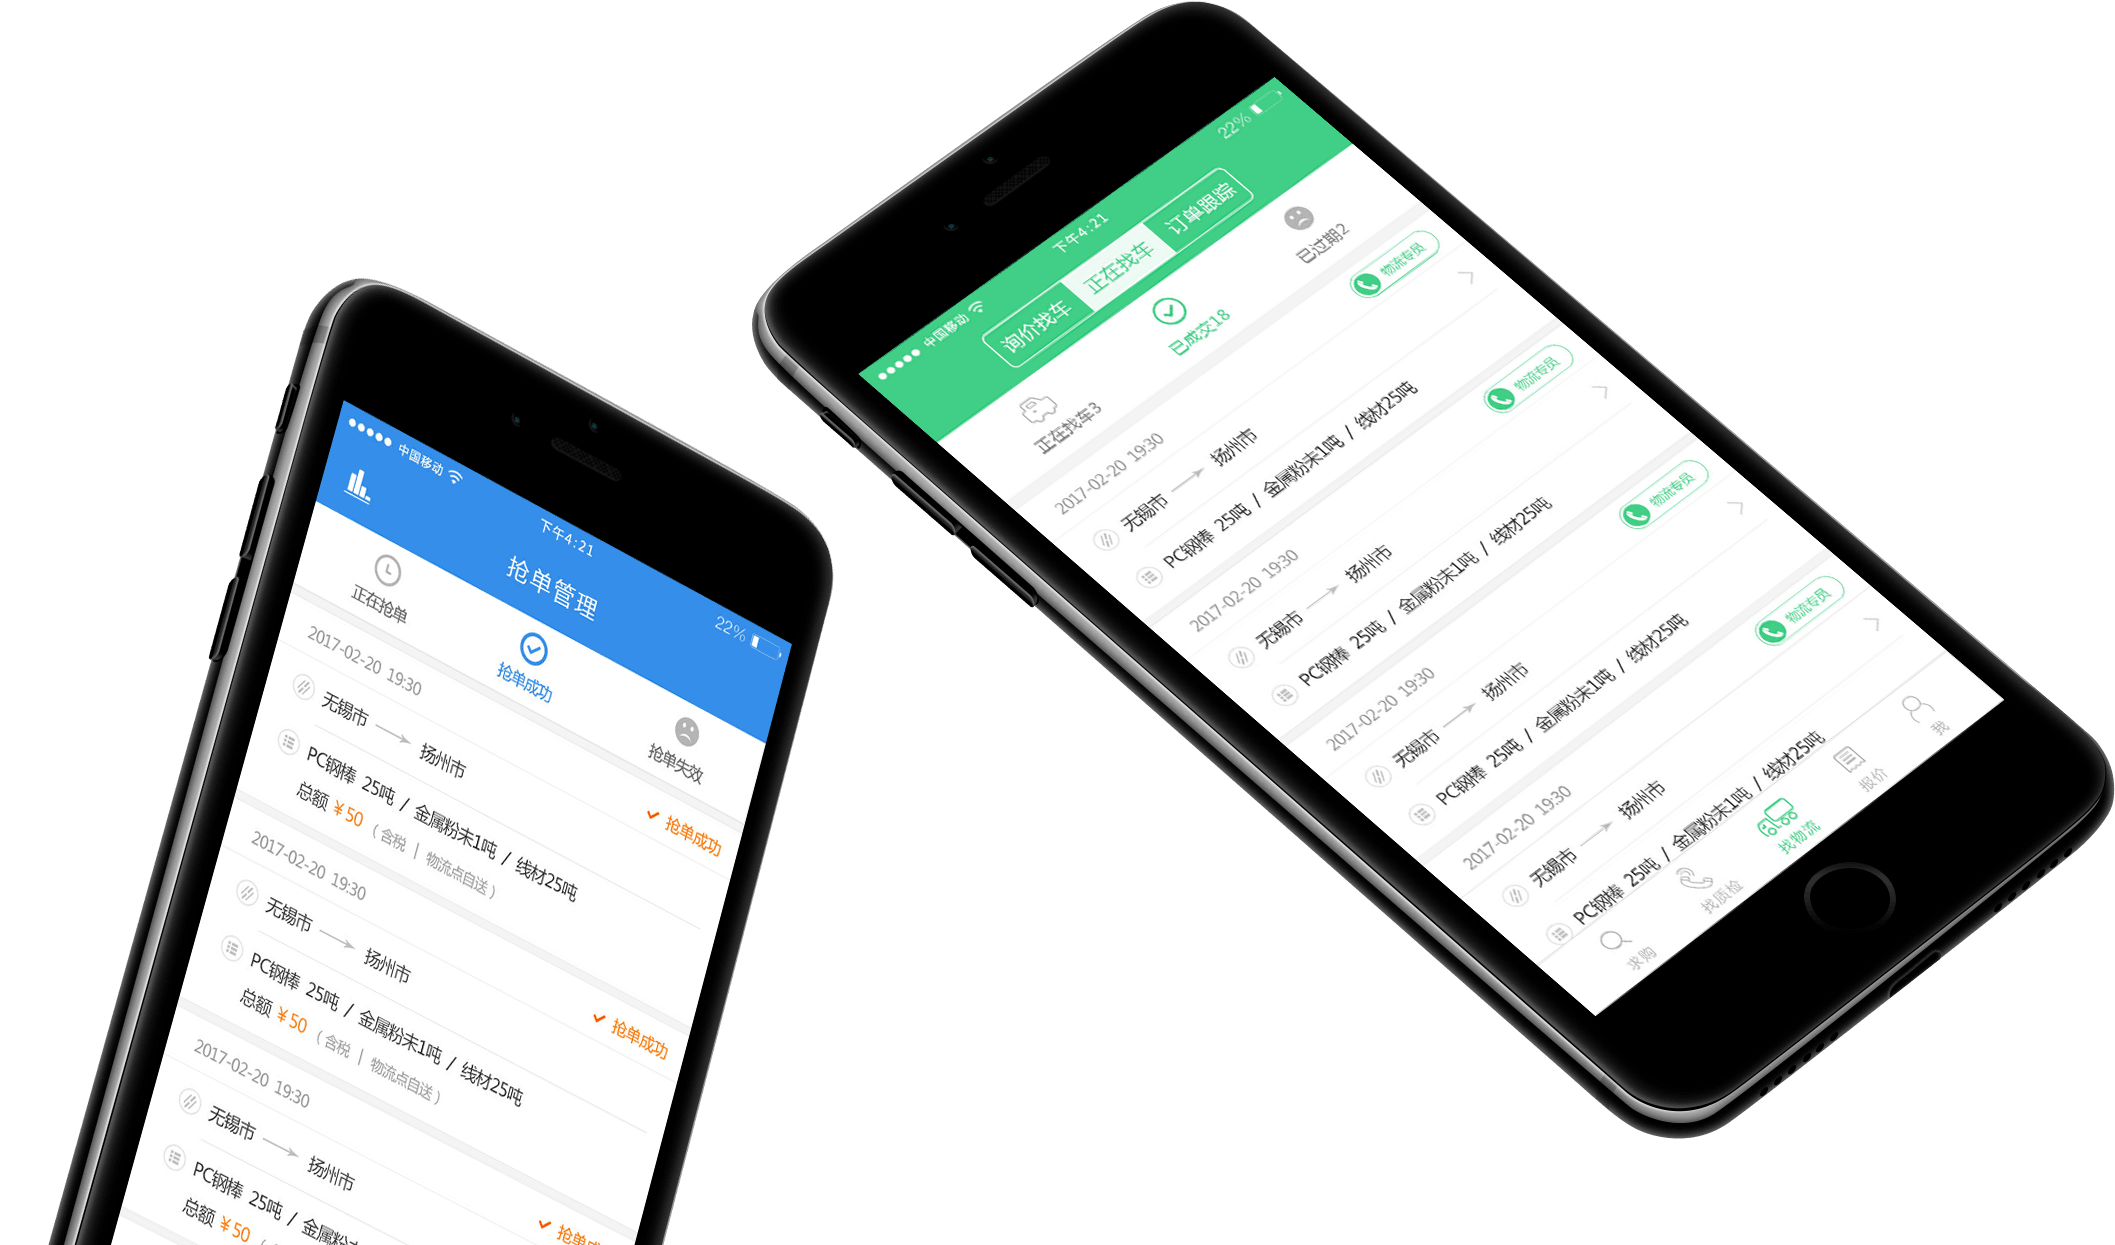 中国移动
下午4:21
22%
抢单管理
正在抢单
抢单成功
抢单失效
2017-02-20 19:30
抢单成功
无锡市
扬州市
PC钢棒 25吨 / 金属粉末1吨 / 线材25吨
总额 ¥50 （含税 | 物流点自送）
2017-02-20 19:30
抢单成功
无锡市
扬州市
PC钢棒 25吨 / 金属粉末1吨 / 线材25吨
总额 ¥50 （含税 | 物流点自送）
2017-02-20 19:30
抢单成
无锡市
扬州市
PC钢棒 25吨 / 金属粉
总额 ¥50 （
中国移动
下午4:21
22%
询价找车
正在找车
订单跟踪
正在找车3
已成交18
已过期2
2017-02-20 19:30
物流专员
无锡市
扬州市
PC钢棒 25吨 / 金属粉末1吨 / 线材25吨
2017-02-20 19:30
物流专员
无锡市
扬州市
PC钢棒 25吨 / 金属粉末1吨 / 线材25吨
2017-02-20 19:30
物流专员
无锡市
扬州市
PC钢棒 25吨 / 金属粉末1吨 / 线材25吨
2017-02-20 19:30
物流专员
无锡市
扬州市
PC钢棒 25吨 / 金属粉末1吨 / 线材25吨
求购
找质检
找物流
报价
我